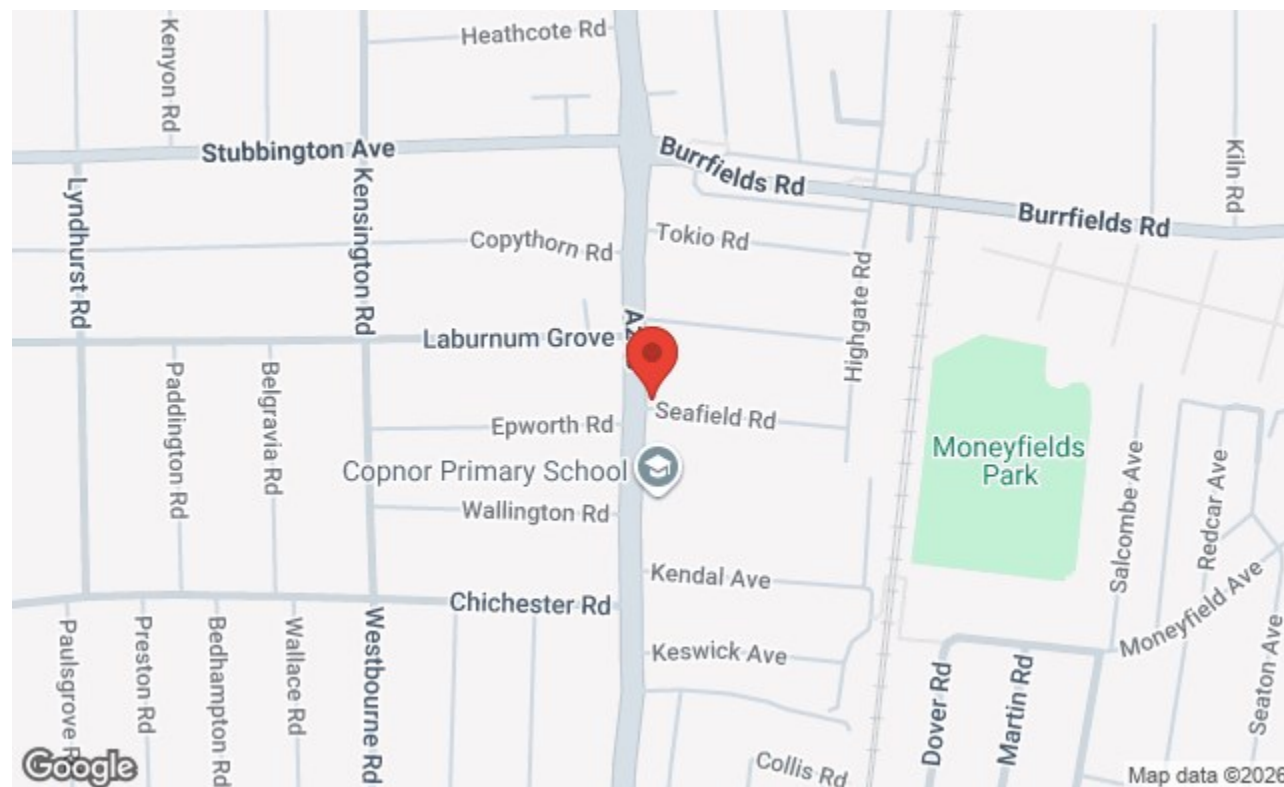 Heathcote Rd
Kenyon Rd
Stubbington Ave
Burrfields Rd
Kiln Rd
Burrfields Rd
Lyndhurst Rd
Kensington Rd
Copythorn Rd
Tokio Rd
Highgate Rd
Laburnum Grove
Paddington Rd
Belgravia Rd
Epworth Rd
Seafield Rd
Moneyfields
Park
Copnor Primary School
Wallington Rd
Salcombe Ave
Redcar Ave
Kendal Ave
Chichester Rd
Moneyfield Ave
Paulsgrove
Preston Rd
Bedhampton Rd
Wallace Rd
Westbourne Rd
Keswick Ave
Dover Rd
Martin Rd
Seaton Ave
Collis Rd
Google
Map data ©2026